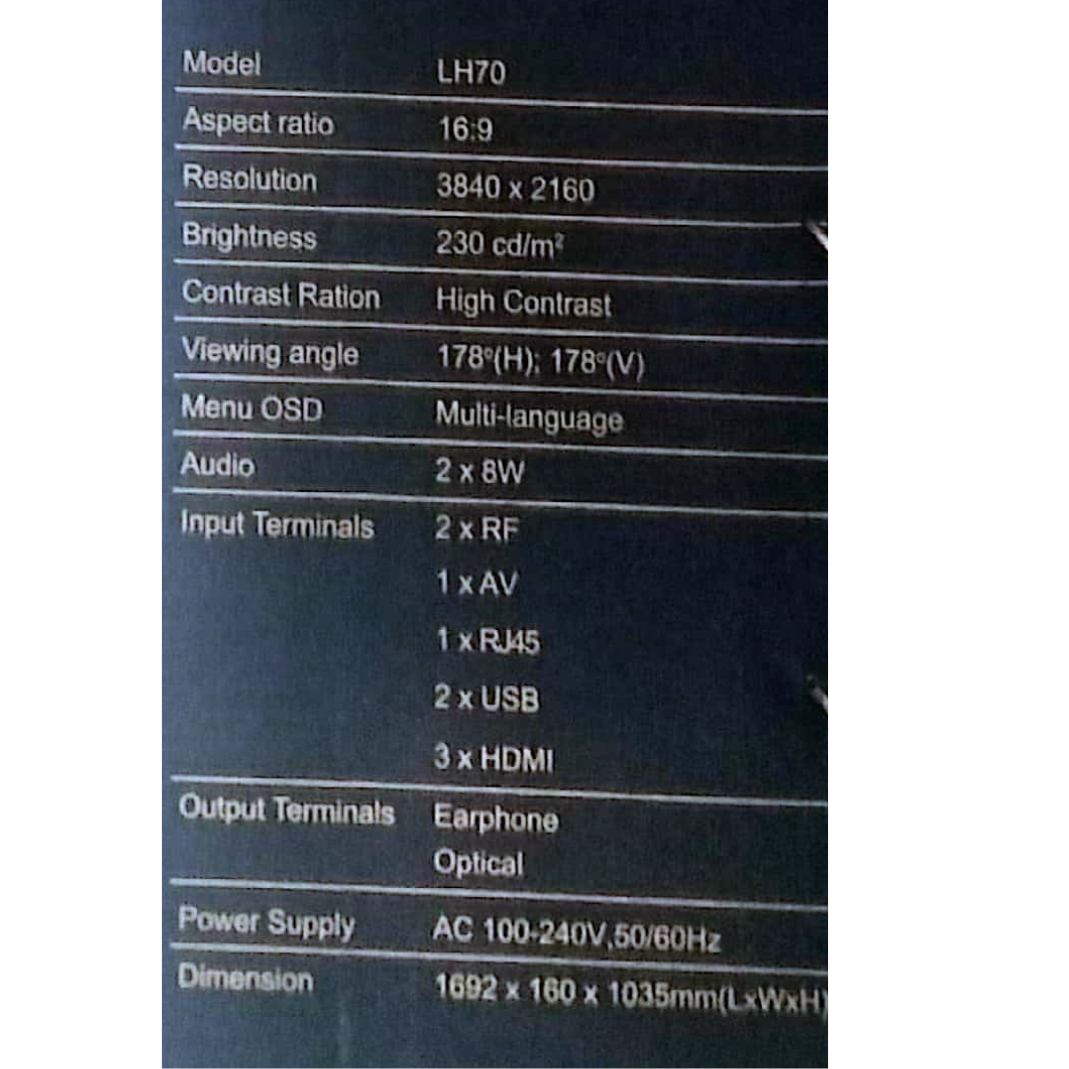 Model LH70
Aspect ratio 16:9
Resolution 3840 x 2160
Brightness 230 cd/m²
Contrast Ration High Contrast
Viewing angle 178°(H); 178°(V)
Menu OSD Multi-language
Audio 2 x 8W
Input Terminals 2 x RF
1 x AV
1 x RJ45
2 x USB
3 x HDMI
Output Terminals Earphone
Optical
Power Supply AC 100-240V,50/60Hz
Dimension 1692 x 160 x 1035mm(LxWxH)